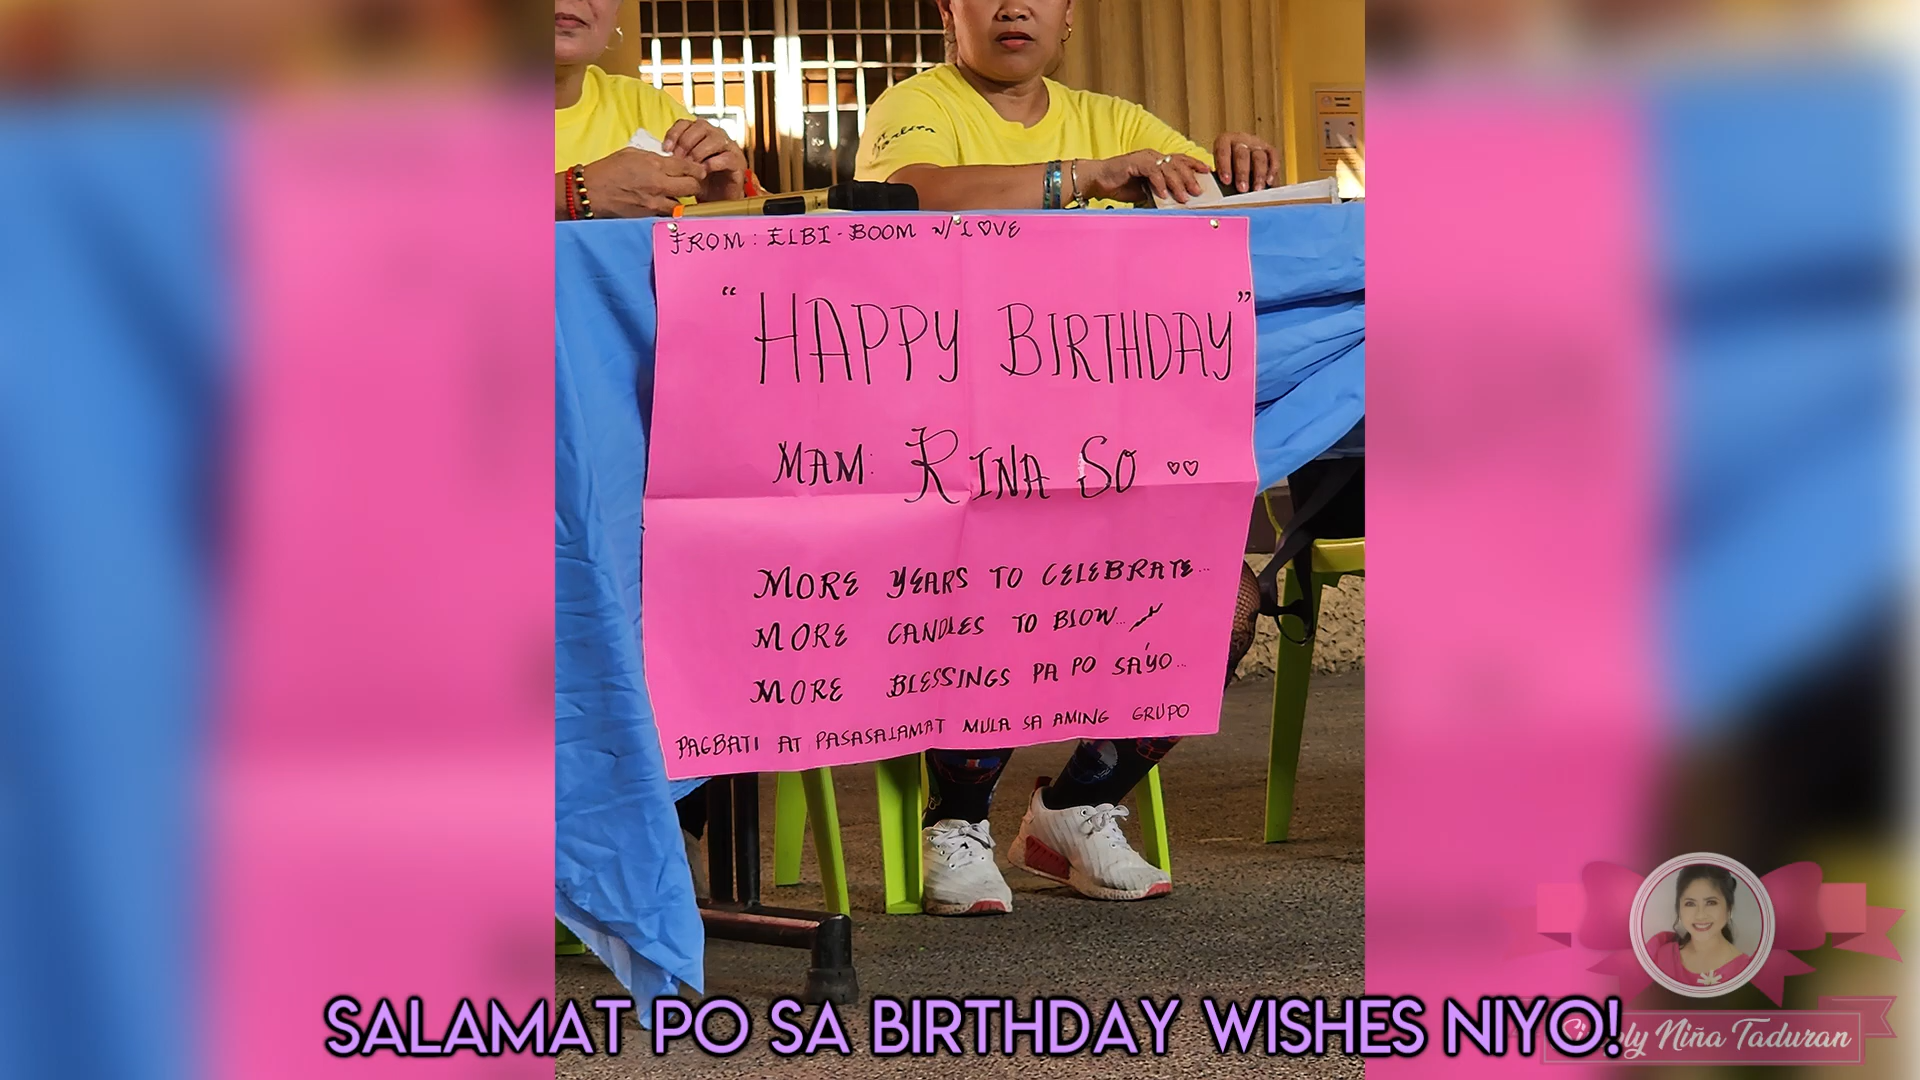 FROM: ELBI-BOOM W/LOVE
"HAPPY BIRTHDAY"
MAM: RINA SO ♡♡
MORE YEARS TO CELEBRATE...
MORE CANDLES TO BLOW...
MORE BLESSINGS PA PO SA'YO...
PAGBATI AT PASASALAMAT MULA SA AMING GRUPO
SALAMAT PO SA BIRTHDAY WISHES NIYO!
Niña Taduran